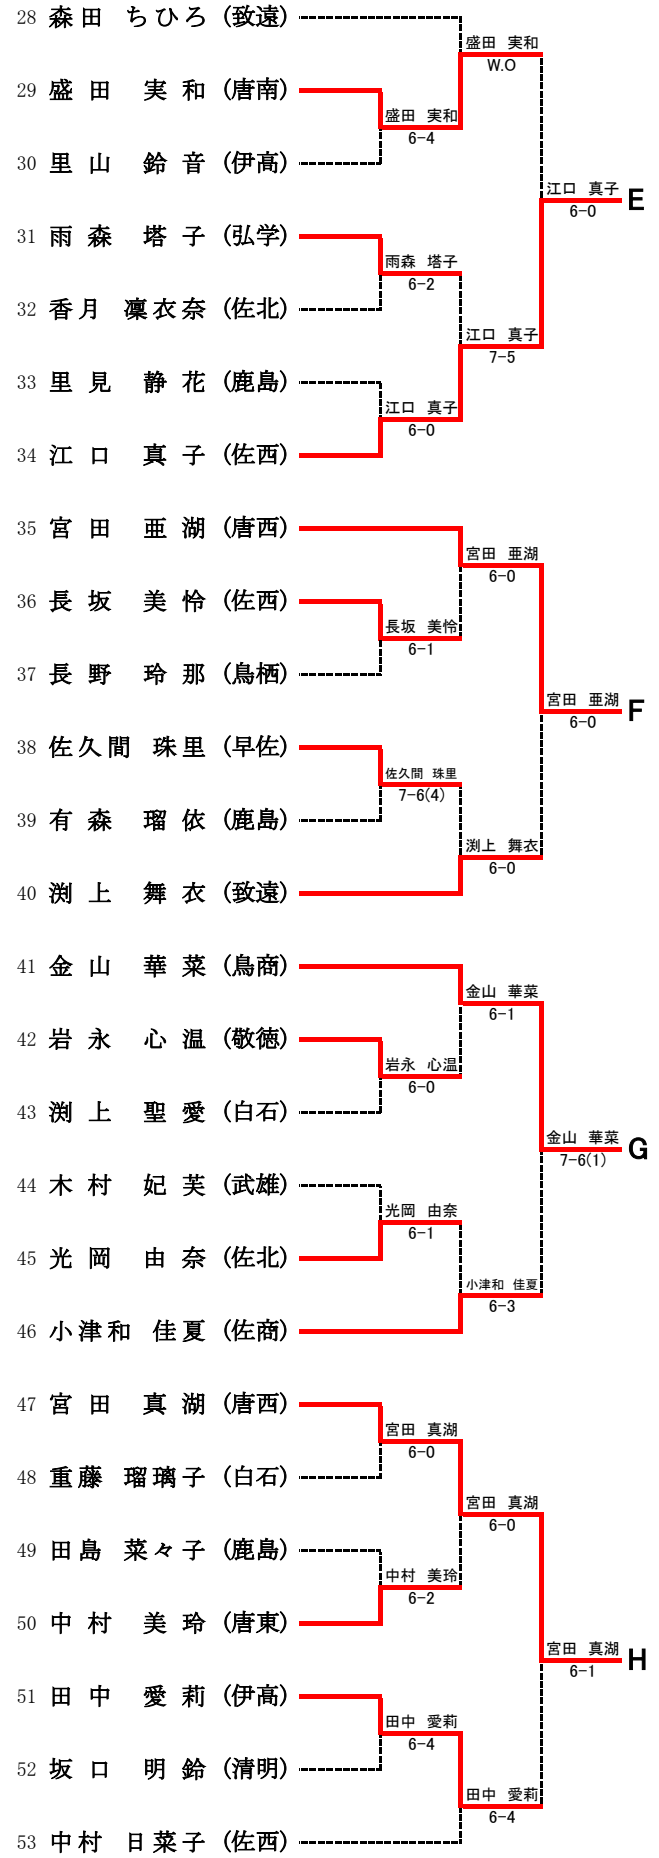 28 森田 ちひろ (致遠)
盛田 実和
W.O
29 盛田 実和 (唐南)
盛田 実和
6-4
30 里山 鈴音 (伊高)
江口 真子
6-0
E
31 雨森 塔子 (弘学)
雨森 塔子
6-2
32 香月 凜衣奈 (佐北)
江口 真子
7-5
33 里見 静花 (鹿島)
江口 真子
6-0
34 江口 真子 (佐西)
35 宮田 亜湖 (唐西)
宮田 亜湖
6-0
36 長坂 美怜 (佐西)
長坂 美怜
6-1
37 長野 玲那 (鳥栖)
宮田 亜湖
6-0
F
38 佐久間 珠里 (早佐)
佐久間 珠里
7-6(4)
39 有森 瑠依 (鹿島)
渕上 舞衣
6-0
40 渕上 舞衣 (致遠)
41 金山 華菜 (鳥商)
金山 華菜
6-1
42 岩永 心温 (敬徳)
岩永 心温
6-0
43 渕上 聖愛 (白石)
金山 華菜
7-6(1)
G
44 木村 妃芙 (武雄)
光岡 由奈
6-1
45 光岡 由奈 (佐北)
小津和 佳夏
6-3
46 小津和 佳夏 (佐商)
47 宮田 真湖 (唐西)
宮田 真湖
6-0
48 重藤 瑠璃子 (白石)
宮田 真湖
6-0
49 田島 菜々子 (鹿島)
中村 美玲
6-2
50 中村 美玲 (唐東)
宮田 真湖
6-1
H
51 田中 愛莉 (伊高)
田中 愛莉
6-4
52 坂口 明鈴 (清明)
田中 愛莉
6-4
53 中村 日菜子 (佐西)